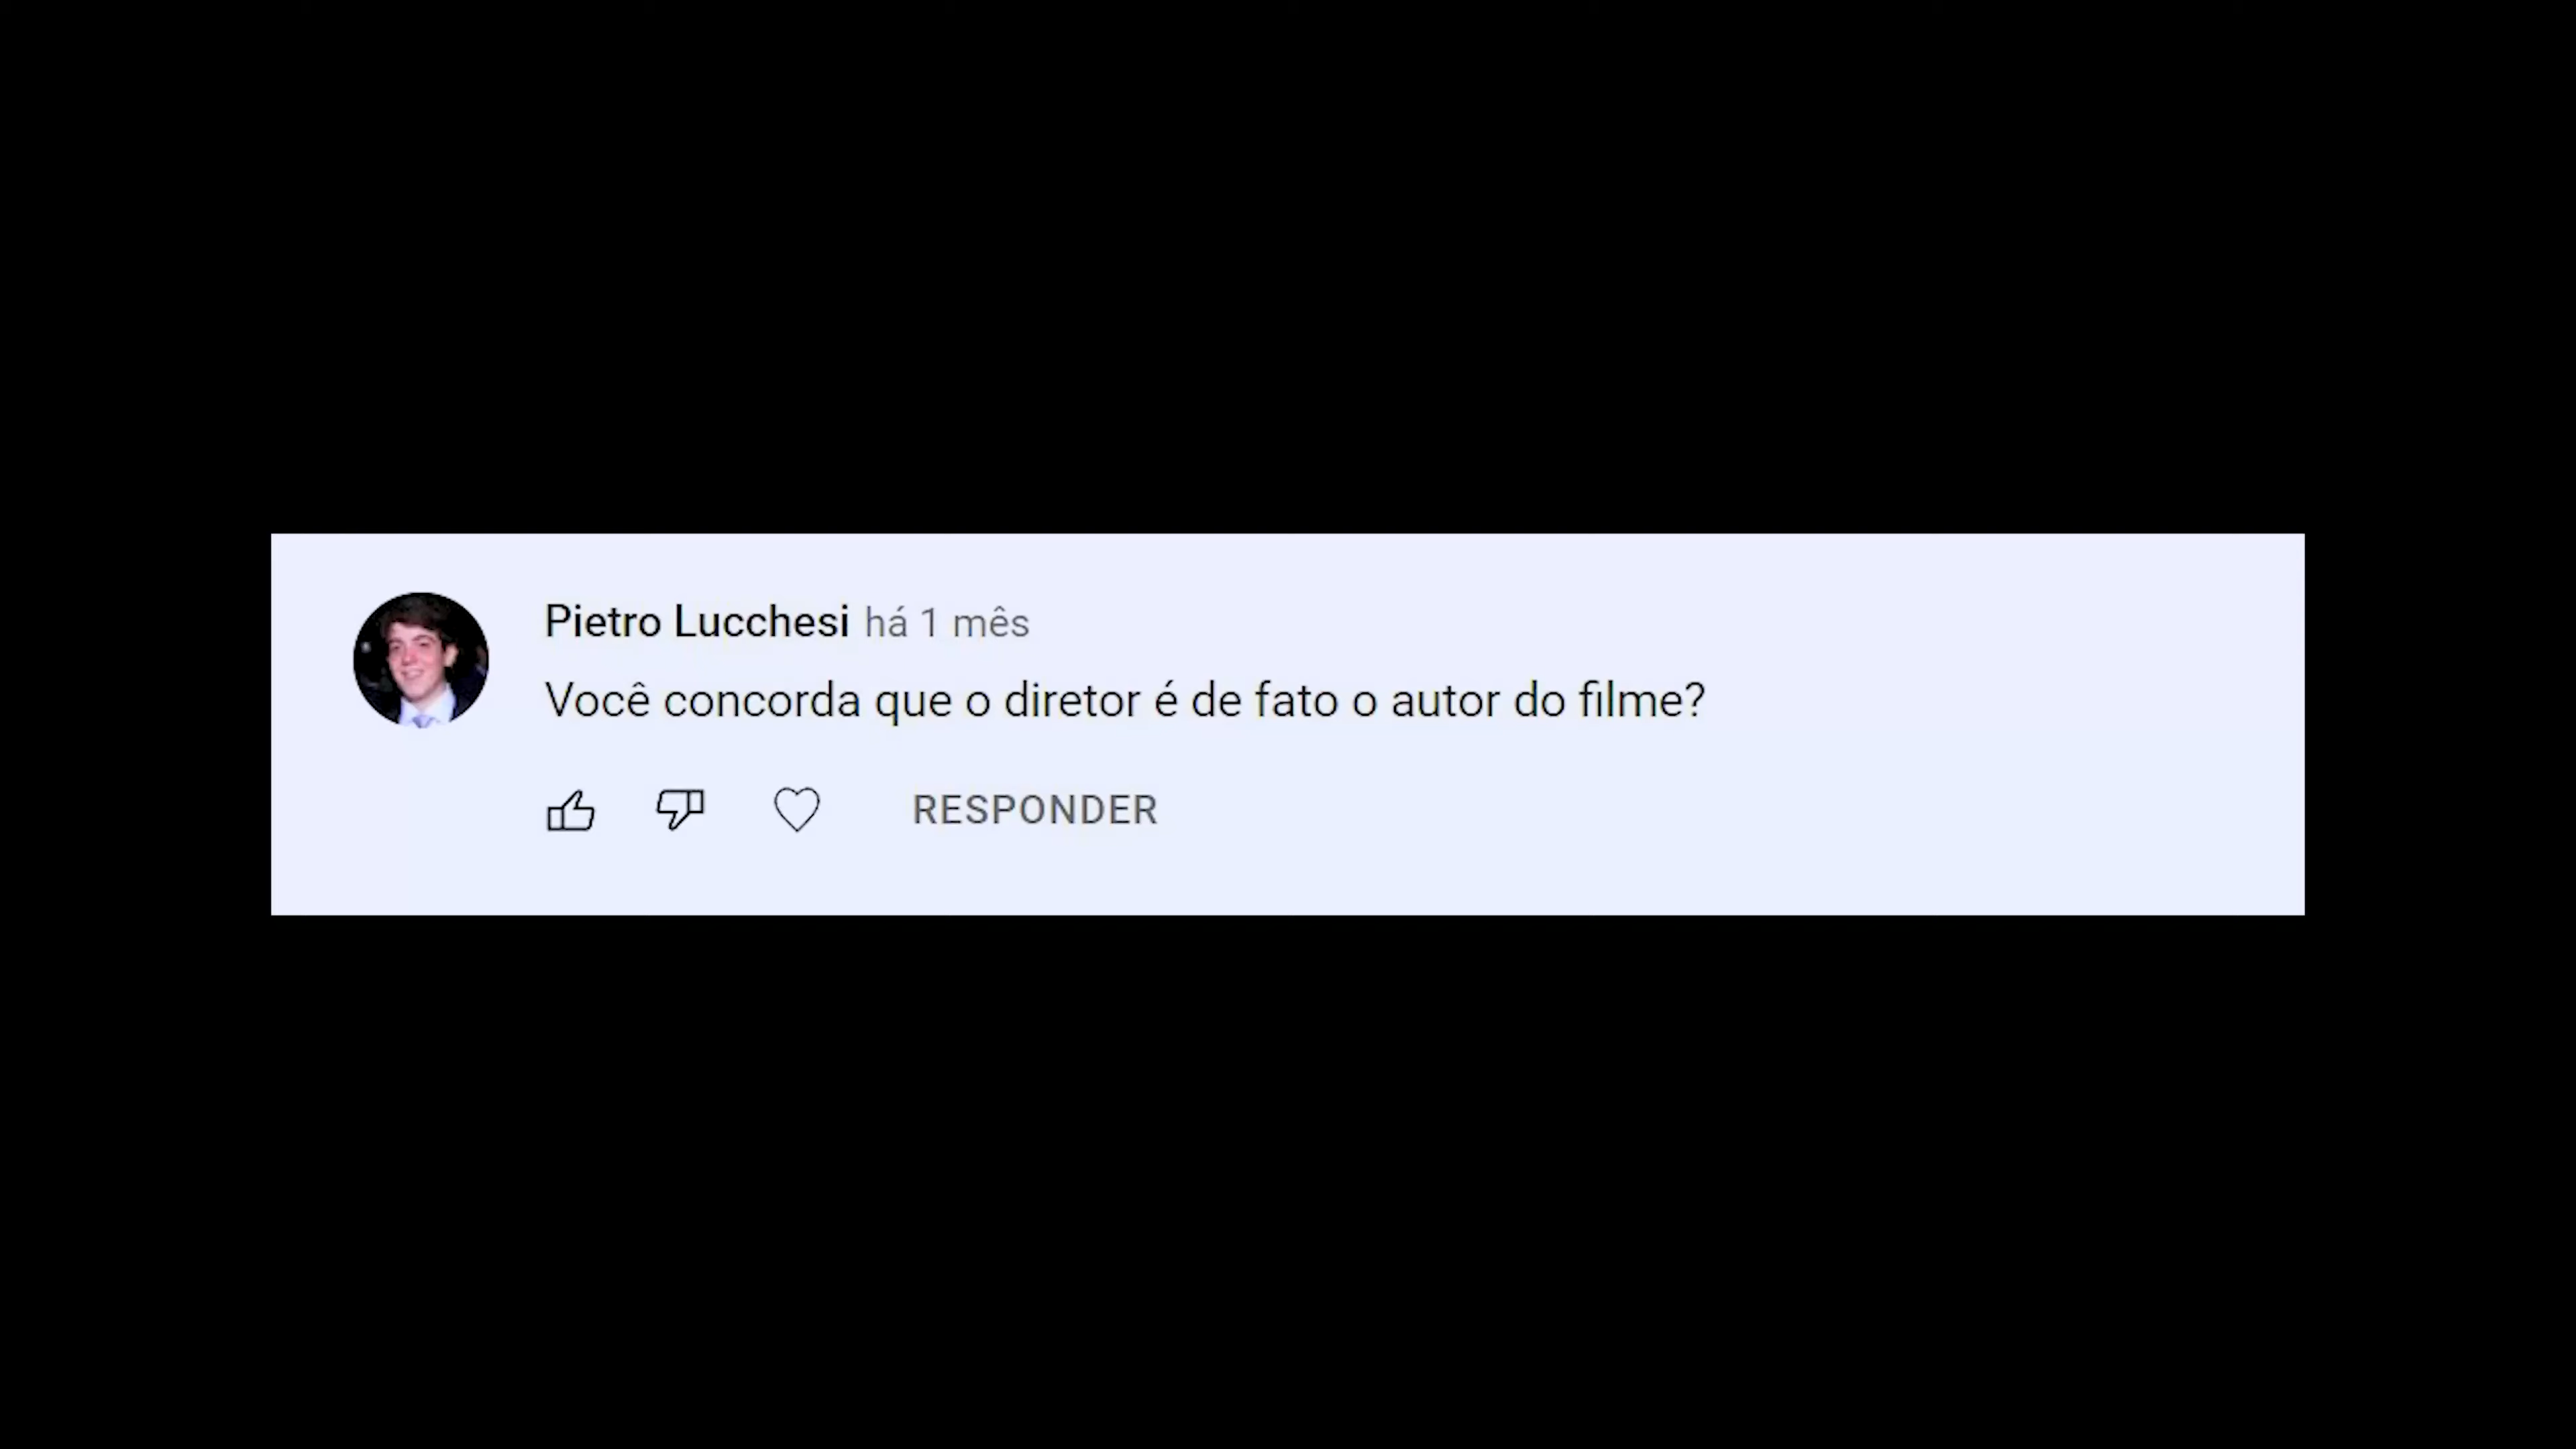 Pietro Lucchesi há 1 mês
Você concorda que o diretor é de fato o autor do filme?
RESPONDER